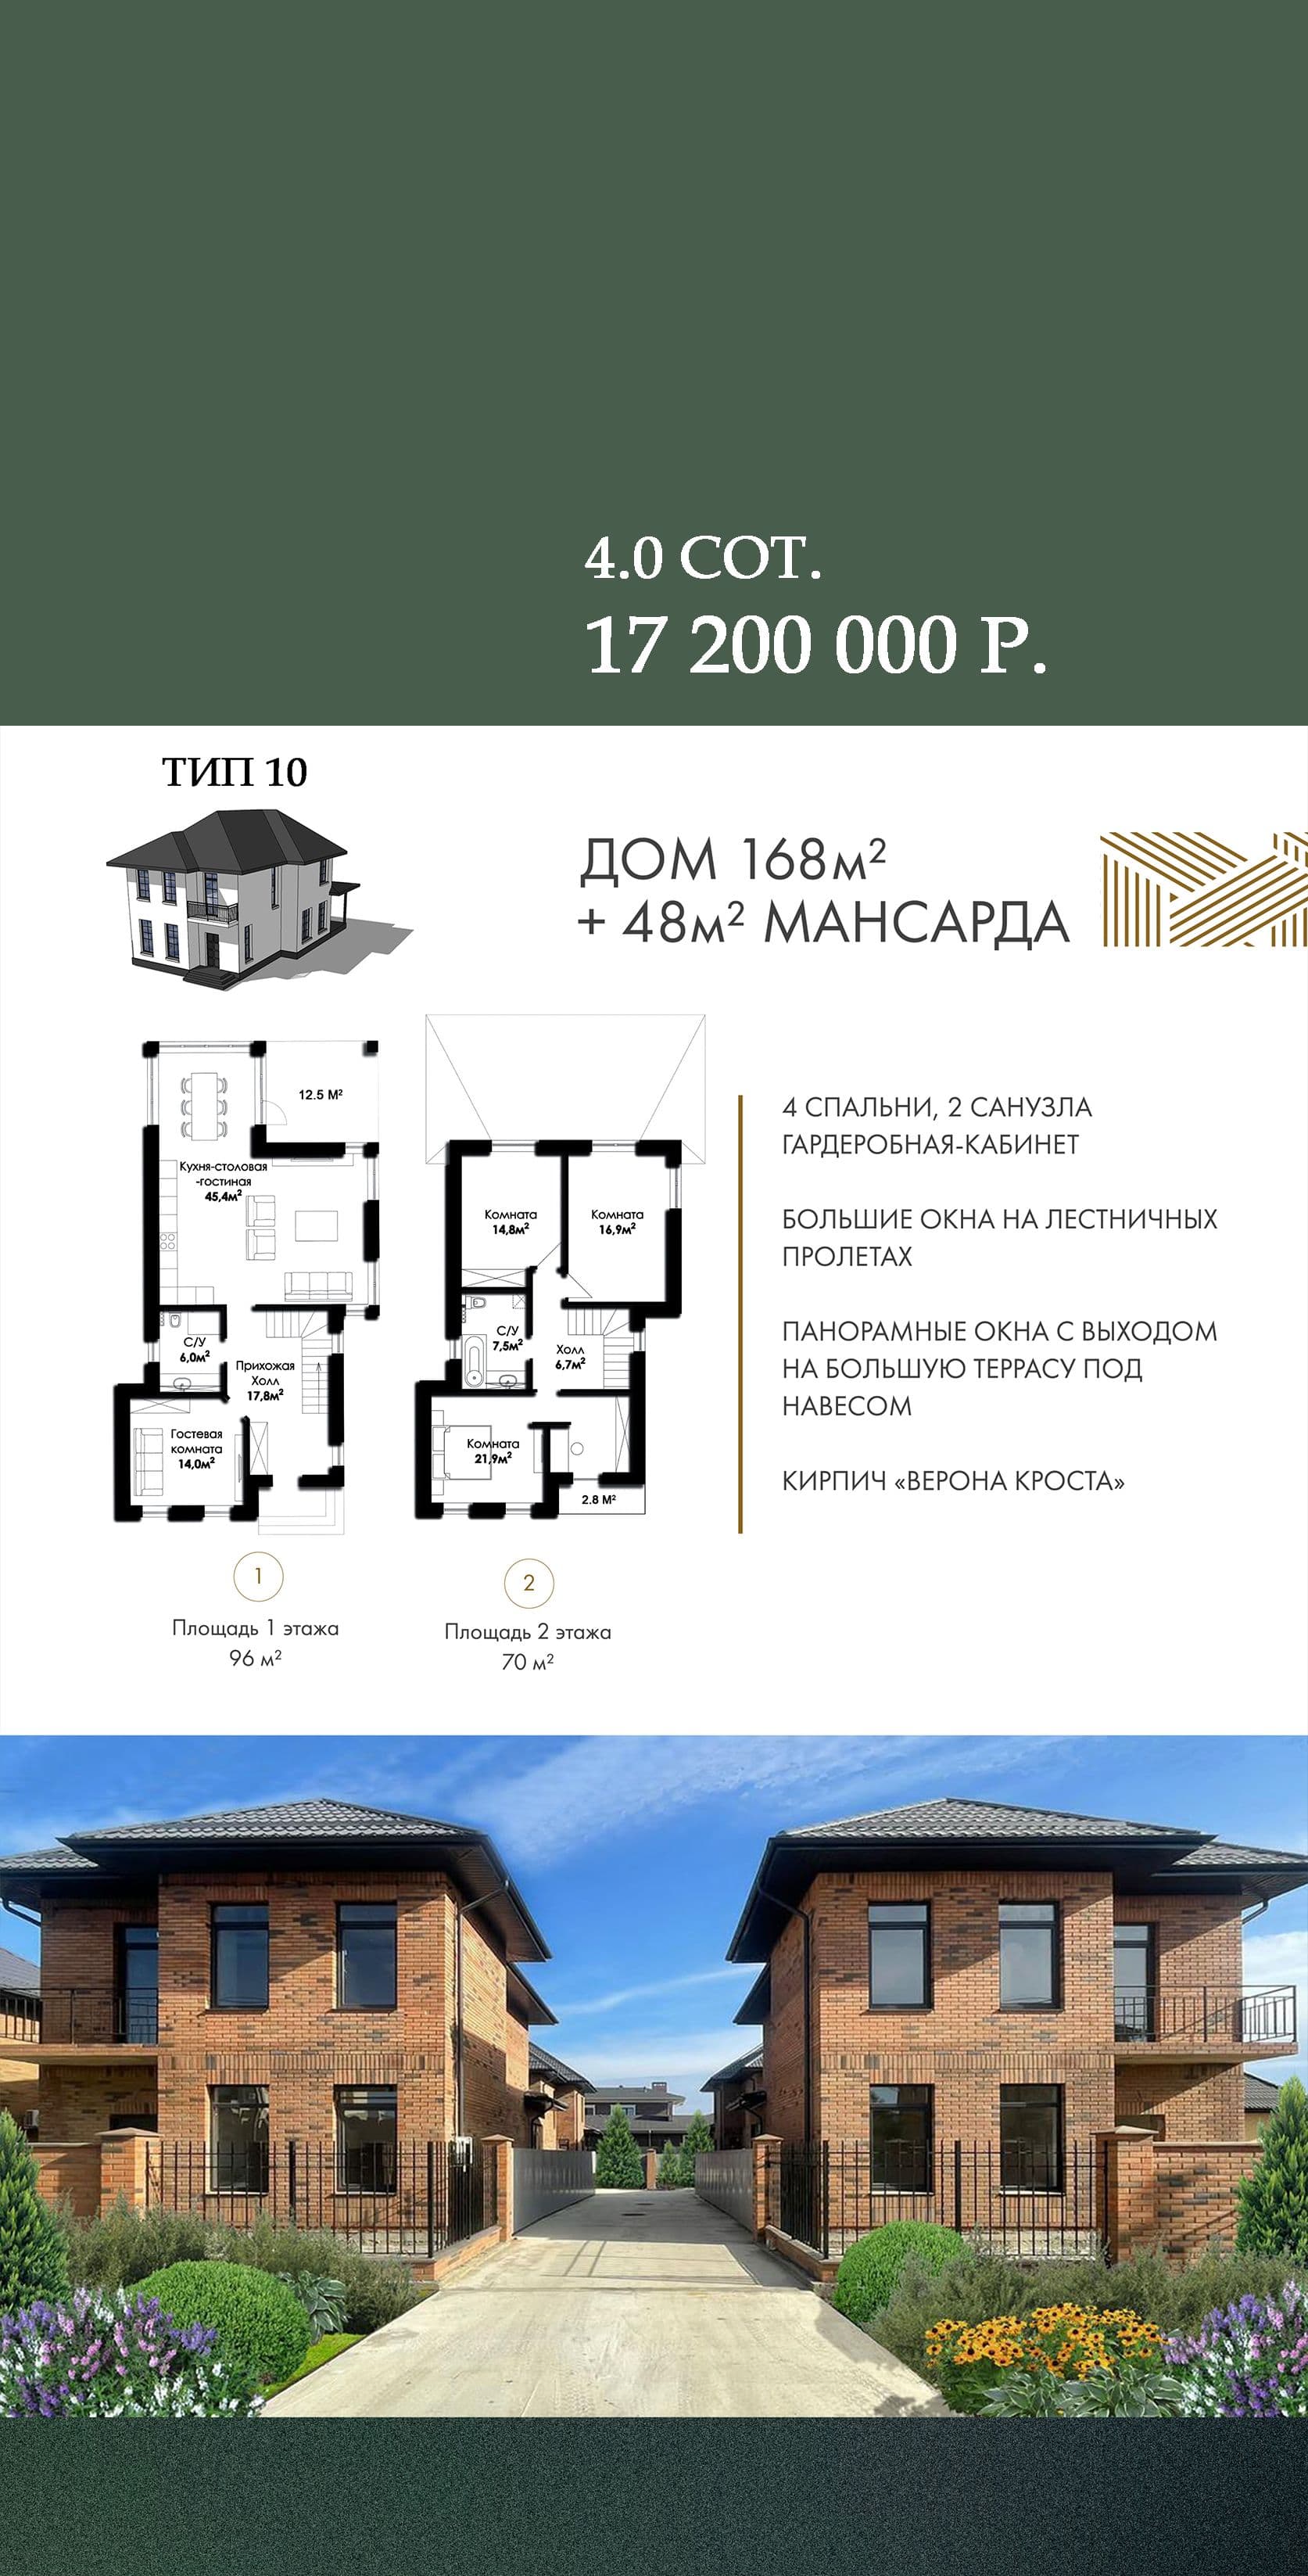 4.0 СОТ.
17 200 000 Р.
ТИП 10
ДОМ 168м²
+ 48м² МАНСАРДА
12.5 М²
Кухня-столовая
-гостиная
45,4м²
С/У
6,0м²
Прихожая
Холл
17,8м²
Гостевая
комната
14,0м²
Комната
14,8м²
Комната
16,9м²
С/У
7,5м²
Холл
6,7м²
Комната
21,9м²
2.8 М²
4 СПАЛЬНИ, 2 САНУЗЛА
ГАРДЕРОБНАЯ-КАБИНЕТ
БОЛЬШИЕ ОКНА НА ЛЕСТНИЧНЫХ
ПРОЛЕТАХ
ПАНОРАМНЫЕ ОКНА С ВЫХОДОМ
НА БОЛЬШУЮ ТЕРРАСУ ПОД
НАВЕСОМ
КИРПИЧ «ВЕРОНА КРОСТА»
1
Площадь 1 этажа
96 м²
2
Площадь 2 этажа
70 м²